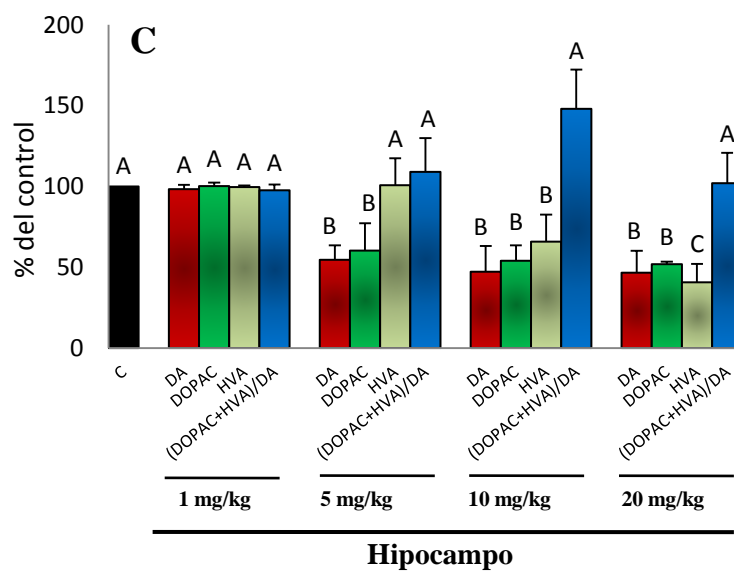 C
% del control
200
150
100
50
0
A
A A A A
B B A A
B B B A
B B C A
C
DA DOPAC HVA (DOPAC+HVA)/DA
DA DOPAC HVA (DOPAC+HVA)/DA
DA DOPAC HVA (DOPAC+HVA)/DA
DA DOPAC HVA (DOPAC+HVA)/DA
1 mg/kg 5 mg/kg 10 mg/kg 20 mg/kg
Hipocampo